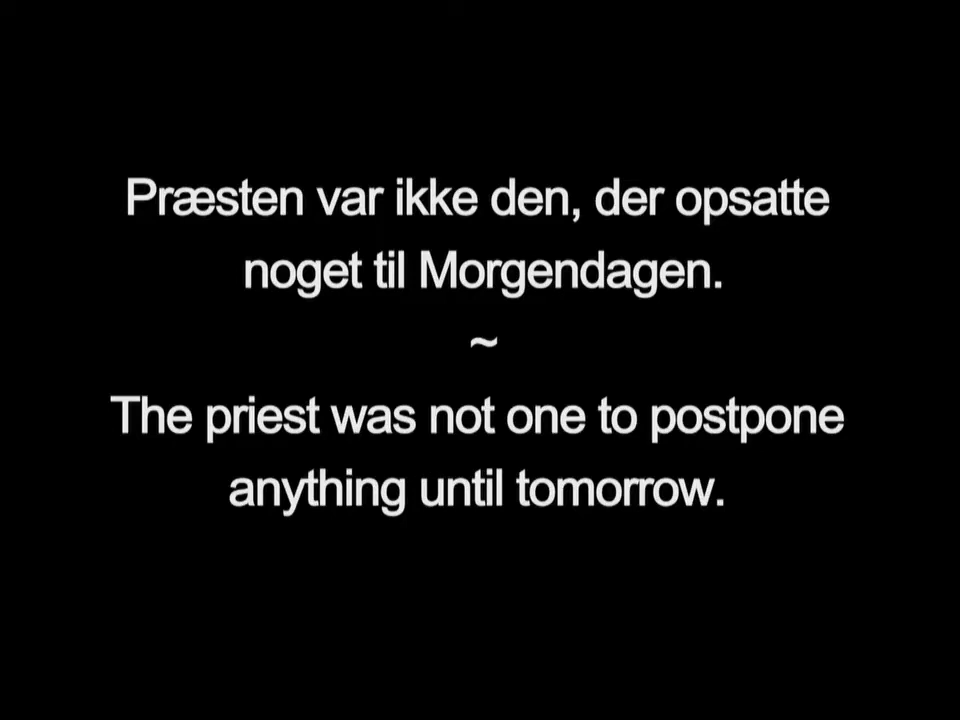 Præsten var ikke den, der opsatte
noget til Morgendagen.
~
The priest was not one to postpone
anything until tomorrow.